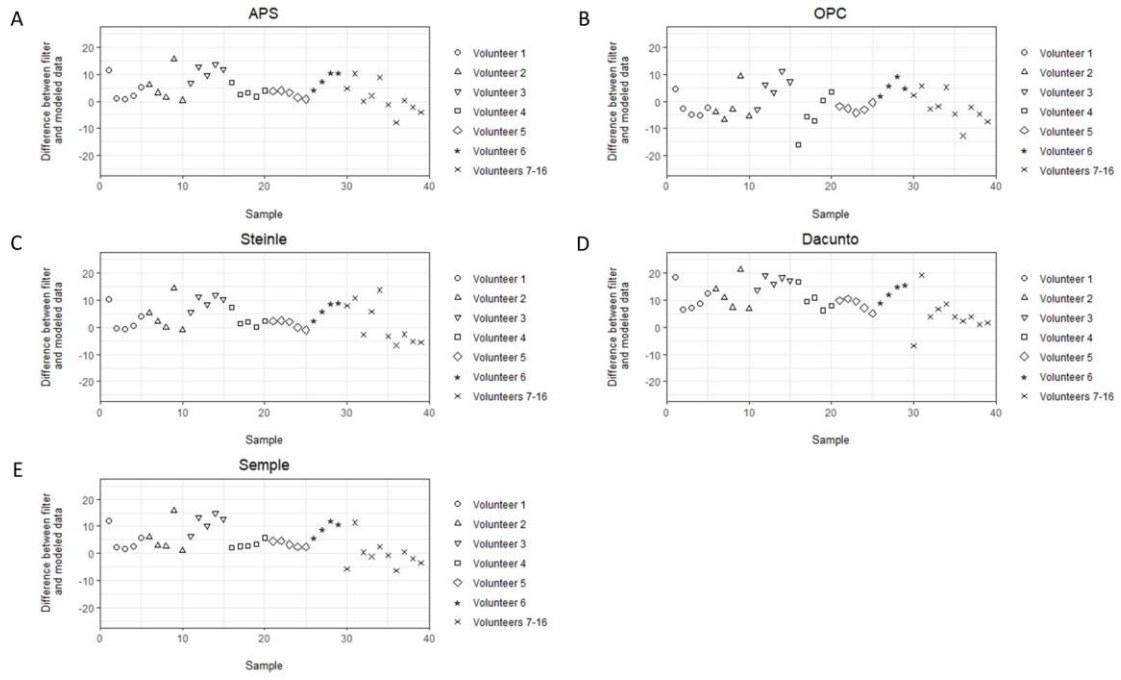 A
APS
Difference between filter
and modeled data
20
10
0
-10
-20
0
10
20
30
40
Sample
Volunteer 1
Volunteer 2
Volunteer 3
Volunteer 4
Volunteer 5
Volunteer 6
Volunteers 7-16
B
OPC
Difference between filter
and modeled data
20
10
0
-10
-20
0
10
20
30
40
Sample
Volunteer 1
Volunteer 2
Volunteer 3
Volunteer 4
Volunteer 5
Volunteer 6
Volunteers 7-16
C
Steinle
Difference between filter
and modeled data
20
10
0
-10
-20
0
10
20
30
40
Sample
Volunteer 1
Volunteer 2
Volunteer 3
Volunteer 4
Volunteer 5
Volunteer 6
Volunteers 7-16
D
Dacunto
Difference between filter
and modeled data
20
10
0
-10
-20
0
10
20
30
40
Sample
Volunteer 1
Volunteer 2
Volunteer 3
Volunteer 4
Volunteer 5
Volunteer 6
Volunteers 7-16
E
Semple
Difference between filter
and modeled data
20
10
0
-10
-20
0
10
20
30
40
Sample
Volunteer 1
Volunteer 2
Volunteer 3
Volunteer 4
Volunteer 5
Volunteer 6
Volunteers 7-16